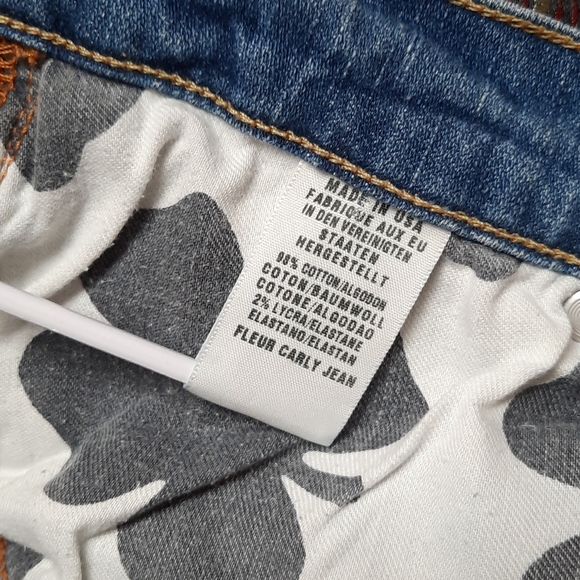 MADE IN USA
FABRIQUE AUX EU
IN DEN VEREINIGTEN
STAATEN
HERGESTELLT
98% COTTON/ALGODON
COTON/BAUMWOLL
COTONE/ALGODAO
2% LYCRA/ELASTANE
ELASTAND/ELASTAN
FLEUR CARLY JEAN